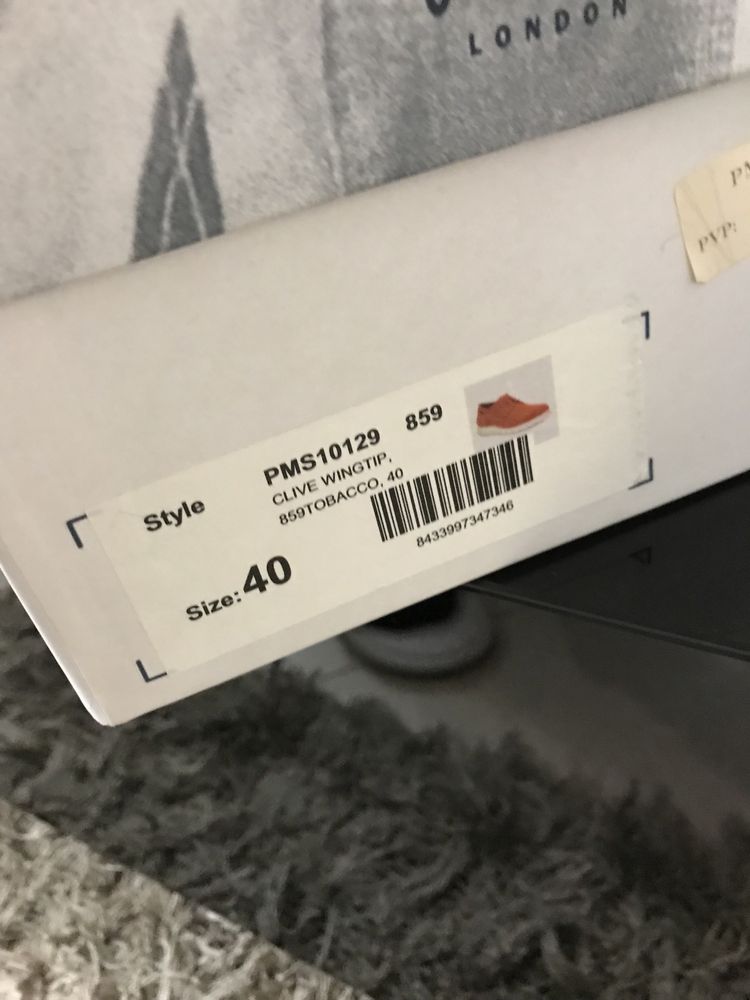 LONDON
PVP:
Style
PMS10129 859
CLIVE WINGTIP,
859TOBACCO, 40
8433997347346
Size: 40